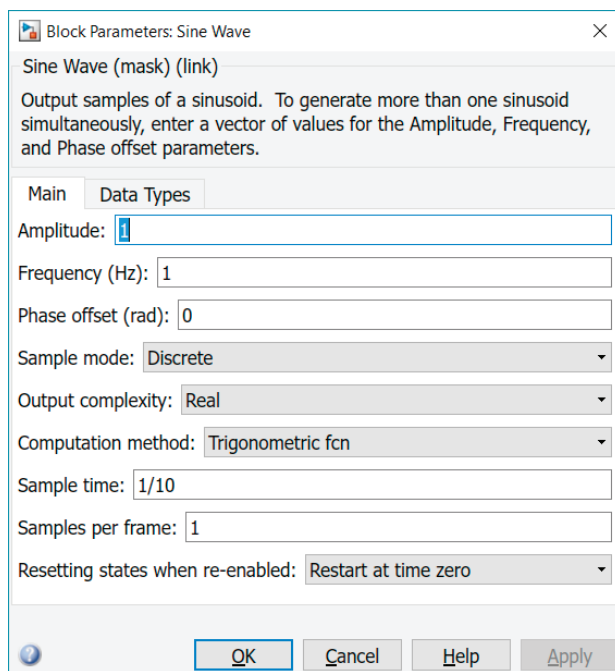 Block Parameters: Sine Wave
Sine Wave (mask) (link)
Output samples of a sinusoid.  To generate more than one sinusoid
simultaneously, enter a vector of values for the Amplitude, Frequency,
and Phase offset parameters.
Main Data Types
Amplitude: 1
Frequency (Hz): 1
Phase offset (rad): 0
Sample mode: Discrete
Output complexity: Real
Computation method: Trigonometric fcn
Sample time: 1/10
Samples per frame: 1
Resetting states when re-enabled: Restart at time zero
? OK Cancel Help Apply